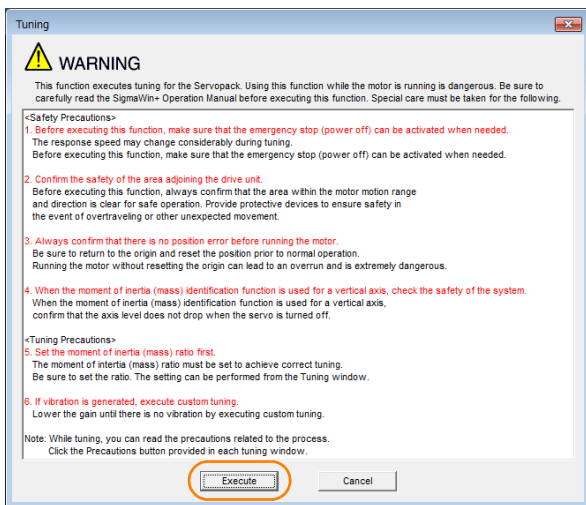 Tuning
WARNING
This function executes tuning for the Servopack. Using this function while the motor is running is dangerous. Be sure to
carefully read the SigmaWin+ Operation Manual before executing this function. Special care must be taken for the following.
<Safety Precautions>
1. Before executing this function, make sure that the emergency stop (power off) can be activated when needed.
The response speed may change considerably during tuning.
Before executing this function, make sure that the emergency stop (power off) can be activated when needed.
2. Confirm the safety of the area adjoining the drive unit.
Before executing this function, always confirm that the area within the motor motion range
and direction is clear for safe operation. Provide protective devices to ensure safety in
the event of overtraveling or other unexpected movement.
3. Always confirm that there is no position error before running the motor.
Be sure to return to the origin and reset the position prior to normal operation.
Running the motor without resetting the origin can lead to an overrun and is extremely dangerous.
4. When the moment of inertia (mass) identification function is used for a vertical axis, check the safety of the system.
When the moment of inertia (mass) identification function is used for a vertical axis,
confirm that the axis level does not drop when the servo is turned off.
<Tuning Precautions>
5. Set the moment of inertia (mass) ratio first.
The moment of intertia (mass) ratio must be set to achieve correct tuning.
Be sure to set the ratio. The setting can be performed from the Tuning window.
6. If vibration is generated, execute custom tuning.
Lower the gain until there is no vibration by executing custom tuning.
Note: While tuning, you can read the precautions related to the process.
Click the Precautions button provided in each tuning window.
Execute Cancel